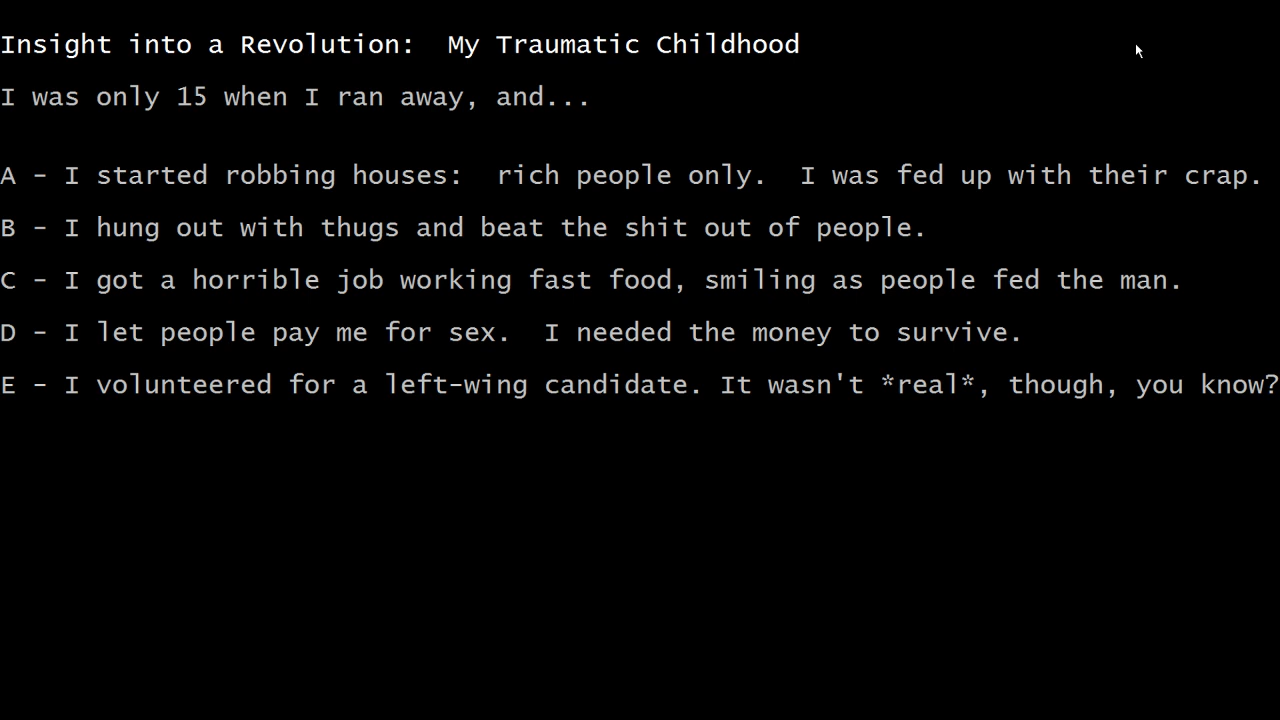 Insight into a Revolution:  My Traumatic Childhood
I was only 15 when I ran away, and...
A - I started robbing houses:  rich people only.  I was fed up with their crap.
B - I hung out with thugs and beat the shit out of people.
C - I got a horrible job working fast food, smiling as people fed the man.
D - I let people pay me for sex.  I needed the money to survive.
E - I volunteered for a left-wing candidate. It wasn't *real*, though, you know?